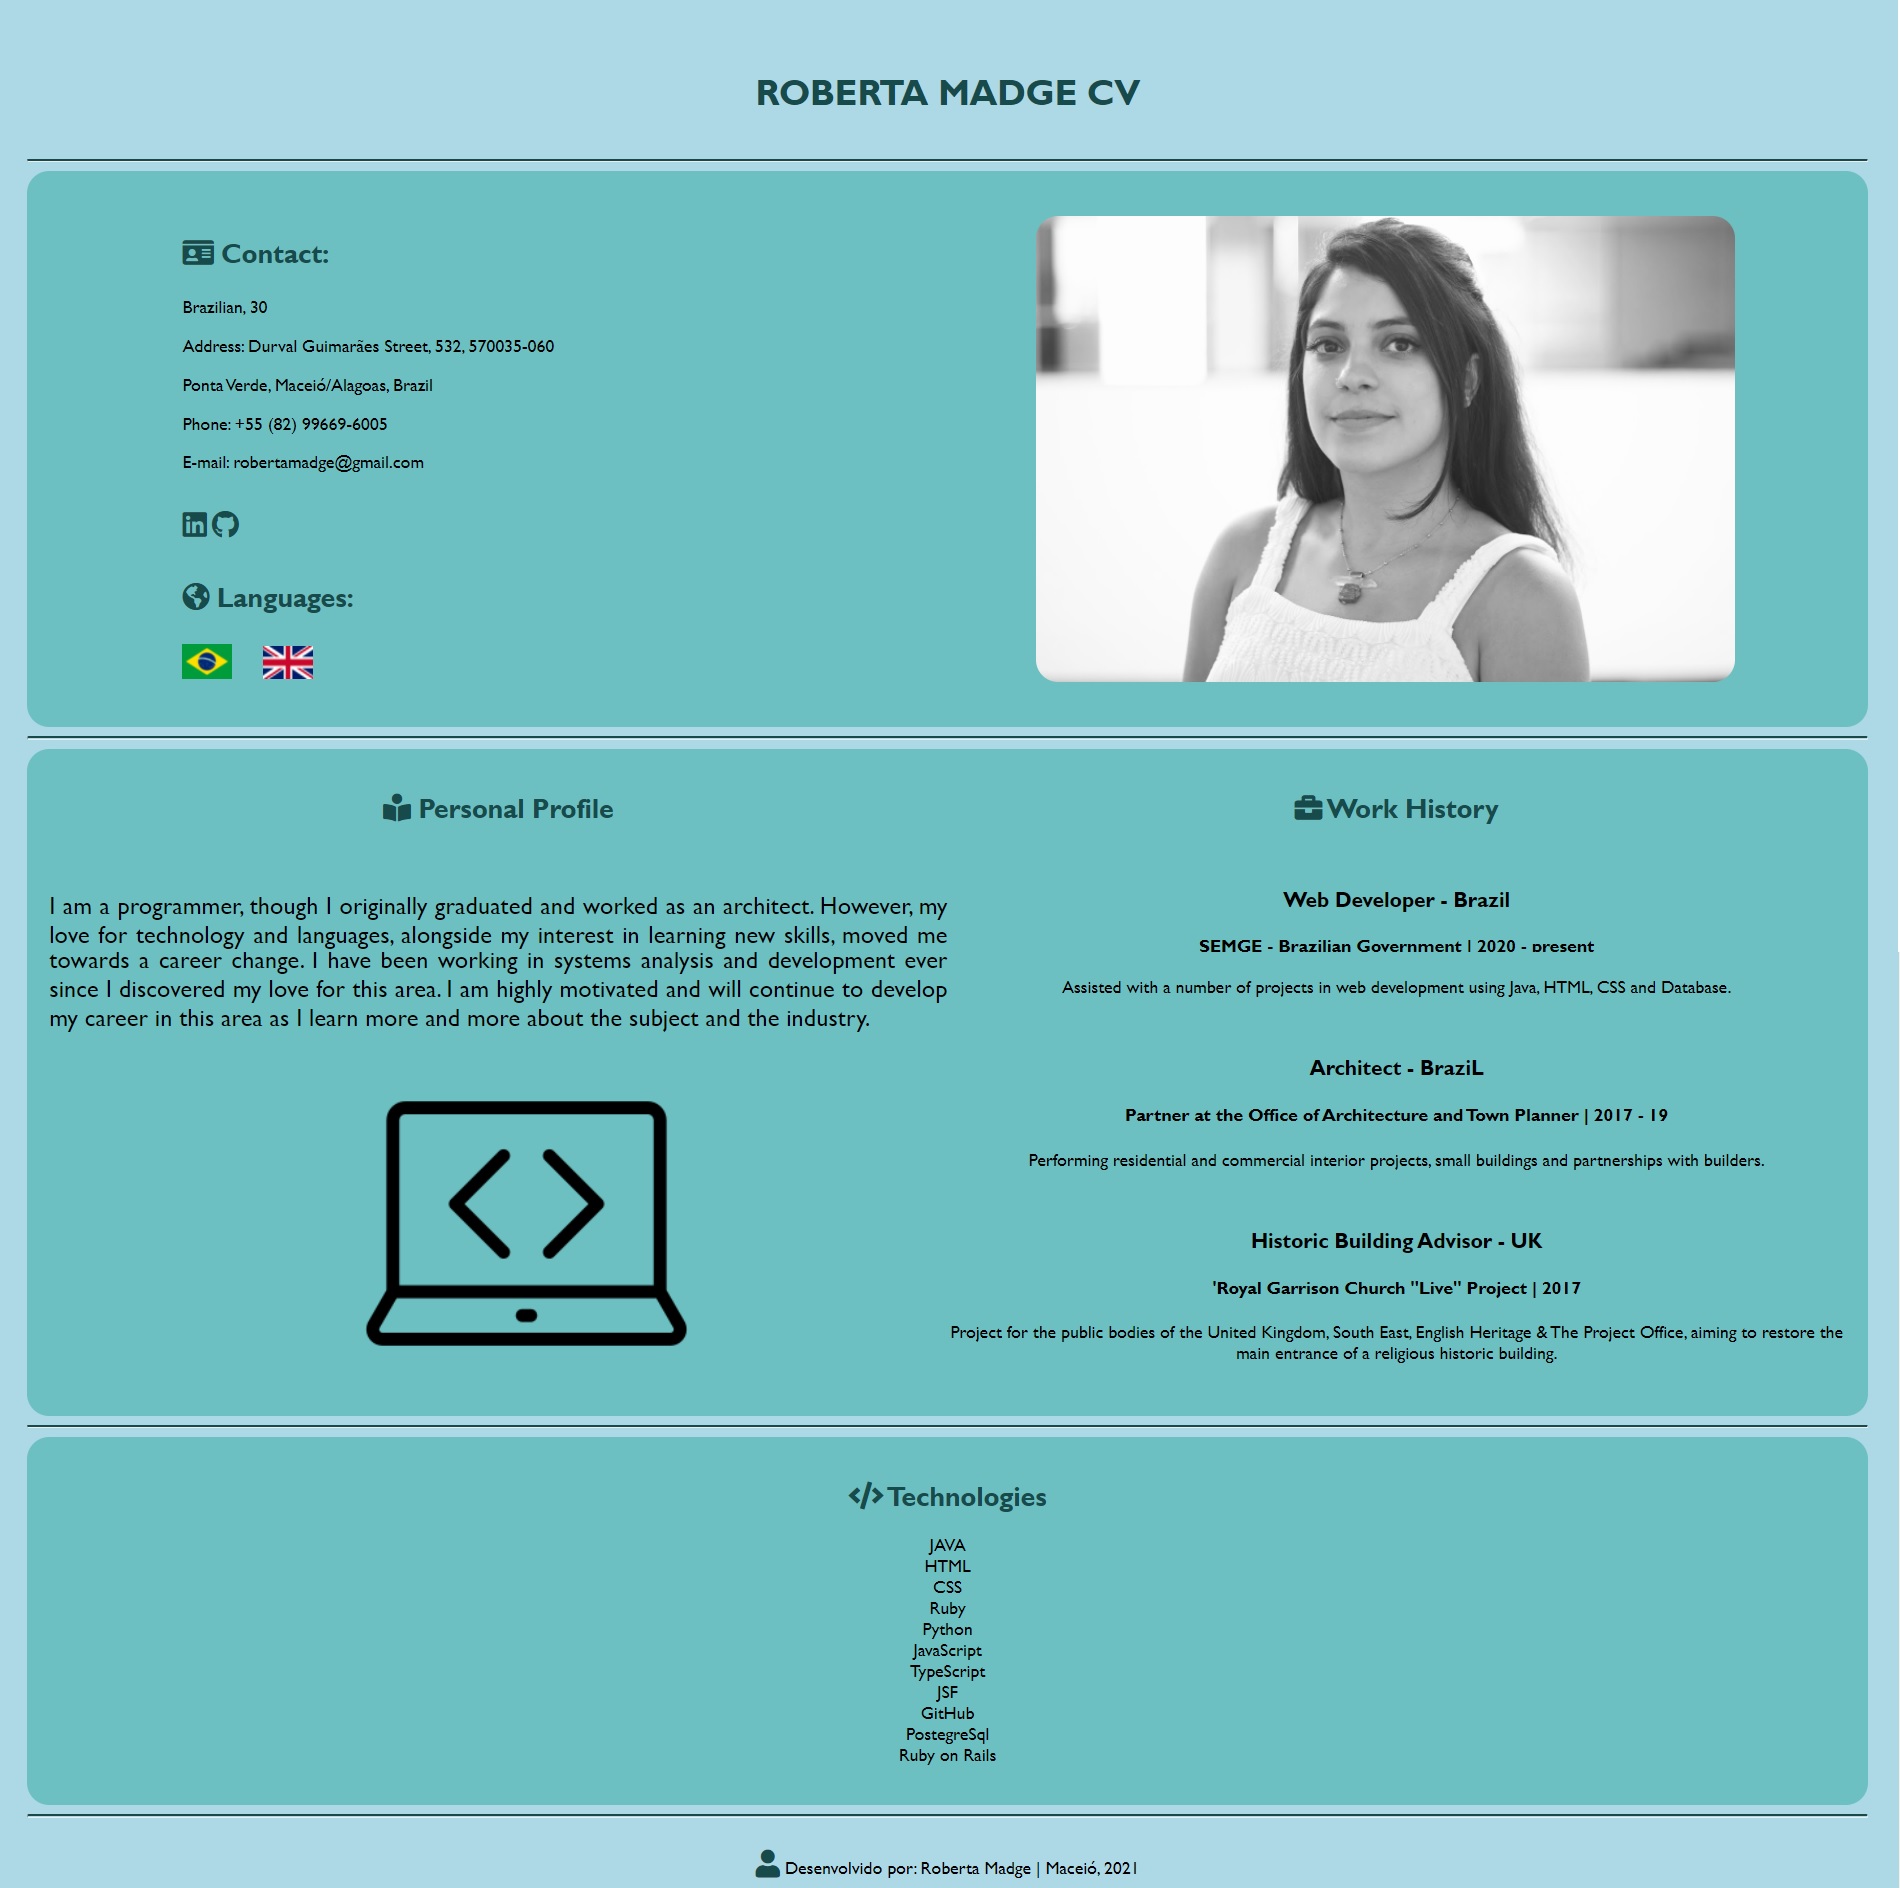 ROBERTA MADGE CV
Contact:
Brazilian, 30
Address: Durval Guimarães Street, 532, 570035-060
Ponta Verde, Maceió/Alagoas, Brazil
Phone: +55 (82) 99669-6005
E-mail: robertamadge@gmail.com
in
Languages:
Personal Profile
I am a programmer, though I originally graduated and worked as an architect. However, my
love for technology and languages, alongside my interest in learning new skills, moved me
towards a career change. I have been working in systems analysis and development ever
since I discovered my love for this area. I am highly motivated and will continue to develop
my career in this area as I learn more and more about the subject and the industry.
Work History
Web Developer - Brazil
SEMGE - Brazilian Government | 2020 - present
Assisted with a number of projects in web development using Java, HTML, CSS and Database.
Architect - BraziL
Partner at the Office of Architecture and Town Planner | 2017 - 19
Performing residential and commercial interior projects, small buildings and partnerships with builders.
Historic Building Advisor - UK
'Royal Garrison Church "Live" Project | 2017
Project for the public bodies of the United Kingdom, South East, English Heritage & The Project Office, aiming to restore the
main entrance of a religious historic building.
Technologies
JAVA
HTML
CSS
Ruby
Python
JavaScript
TypeScript
JSF
GitHub
PostegreSql
Ruby on Rails
Desenvolvido por: Roberta Madge | Maceió, 2021